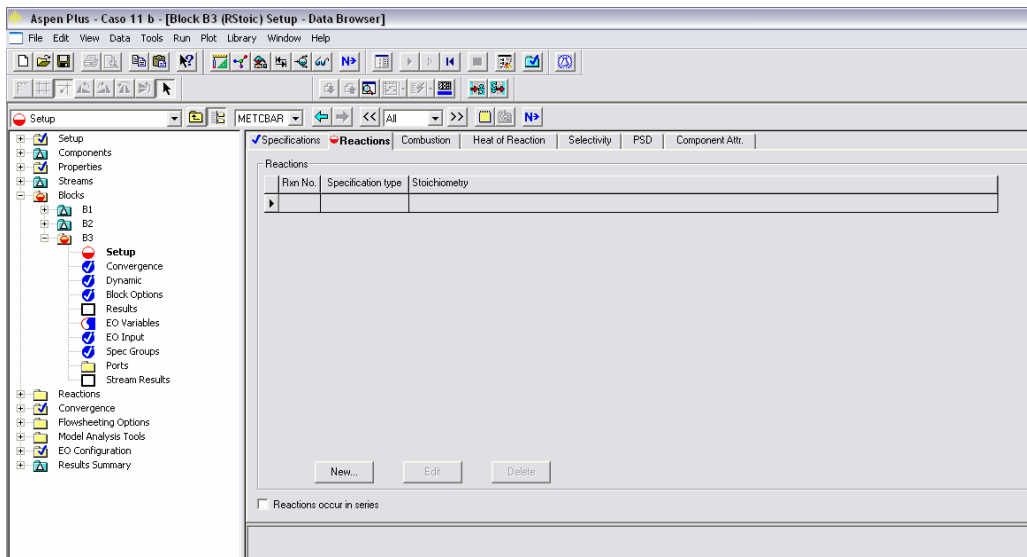 Aspen Plus - Caso 11 b - [Block B3 (RStoic) Setup - Data Browser]
File Edit View Data Tools Run Plot Library Window Help
N>
Setup METCBAR << All >> N>
Setup
Components
Properties
Streams
Blocks
B1
B2
B3
Setup
Convergence
Dynamic
Block Options
Results
EO Variables
EO Input
Spec Groups
Ports
Stream Results
Reactions
Convergence
Flowsheeting Options
Model Analysis Tools
EO Configuration
Results Summary
Specifications Reactions Combustion Heat of Reaction Selectivity PSD Component Attr.
Reactions
Rxn No. Specification type Stoichiometry
New... Edit Delete
Reactions occur in series